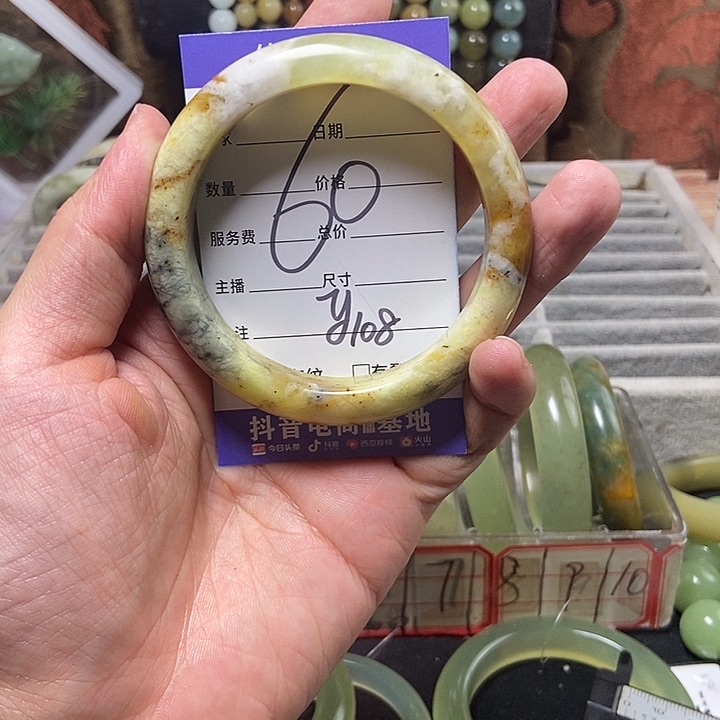 日期
数量 价格
60
服务费 总价
主播 尺寸
y108
注
抖音电商直播基地
今日头条 抖音 西瓜视频 火山
7 8 9 10